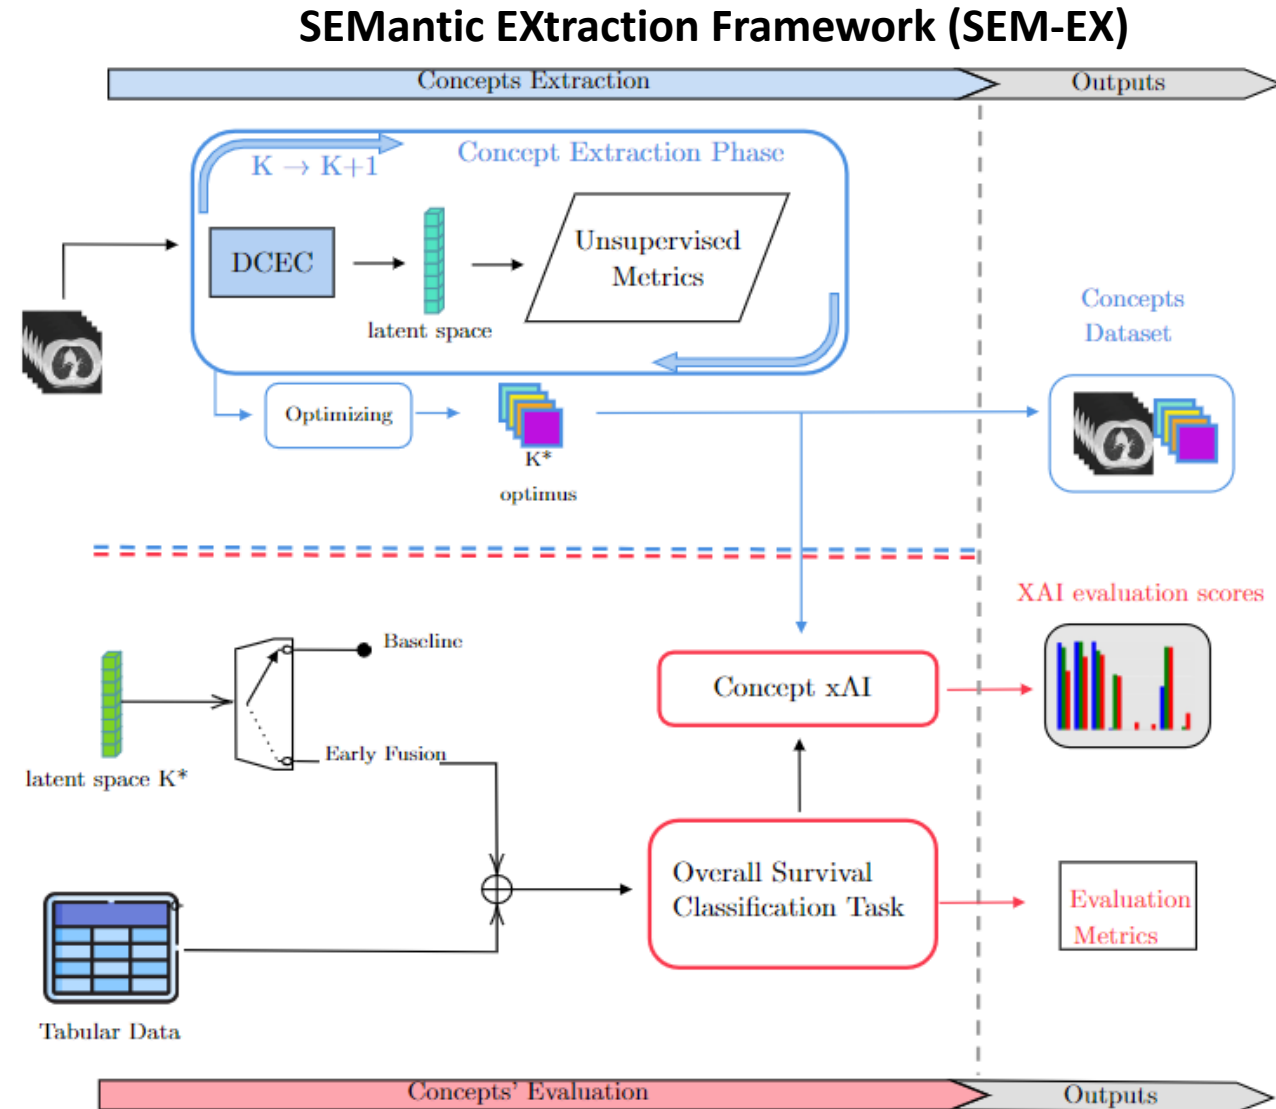 SEMantic EXtraction Framework (SEM-EX)
Concepts Extraction
Outputs
K → K+1
Concept Extraction Phase
DCEC
latent space
Unsupervised
Metrics
Concepts
Dataset
Optimizing
K*
optimus
XAI evaluation scores
Baseline
Concept xAI
latent space K*
Early Fusion
Overall Survival
Classification Task
Evaluation
Metrics
Tabular Data
Concepts' Evaluation
Outputs